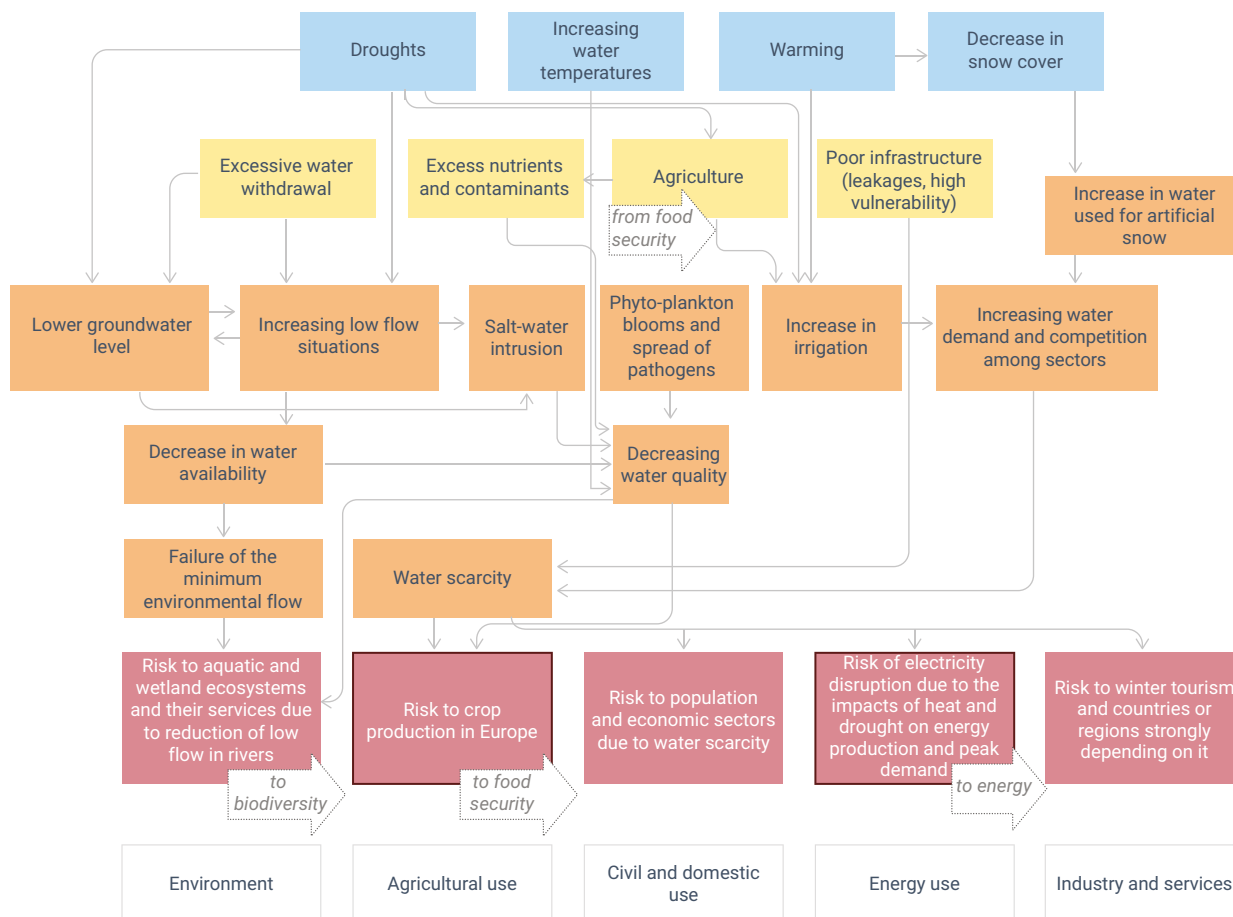 Droughts
Increasing
water
temperatures
Warming
Decrease in
snow cover
Excessive water
withdrawal
Excess nutrients
and contaminants
Agriculture
Poor infrastructure
(leakages, high
vulnerability)
Increase in water
used for artificial
snow
from food
security
Lower groundwater
level
Increasing low flow
situations
Salt-water
intrusion
Phyto-plankton
blooms and
spread of
pathogens
Increase in
irrigation
Increasing water
demand and competition
among sectors
Decrease in water
availability
Decreasing
water quality
Failure of the
minimum
environmental flow
Water scarcity
Risk to aquatic and
wetland ecosystems
and their services due
to reduction of low
flow in rivers
Risk to crop
production in Europe
Risk to population
and economic sectors
due to water scarcity
Risk of electricity
disruption due to the
impacts of heat and
drought on energy
production and peak
demand
Risk to winter tourism
and countries or
regions strongly
depending on it
to
biodiversity
to food
security
to energy
Environment
Agricultural use
Civil and domestic
use
Energy use
Industry and services